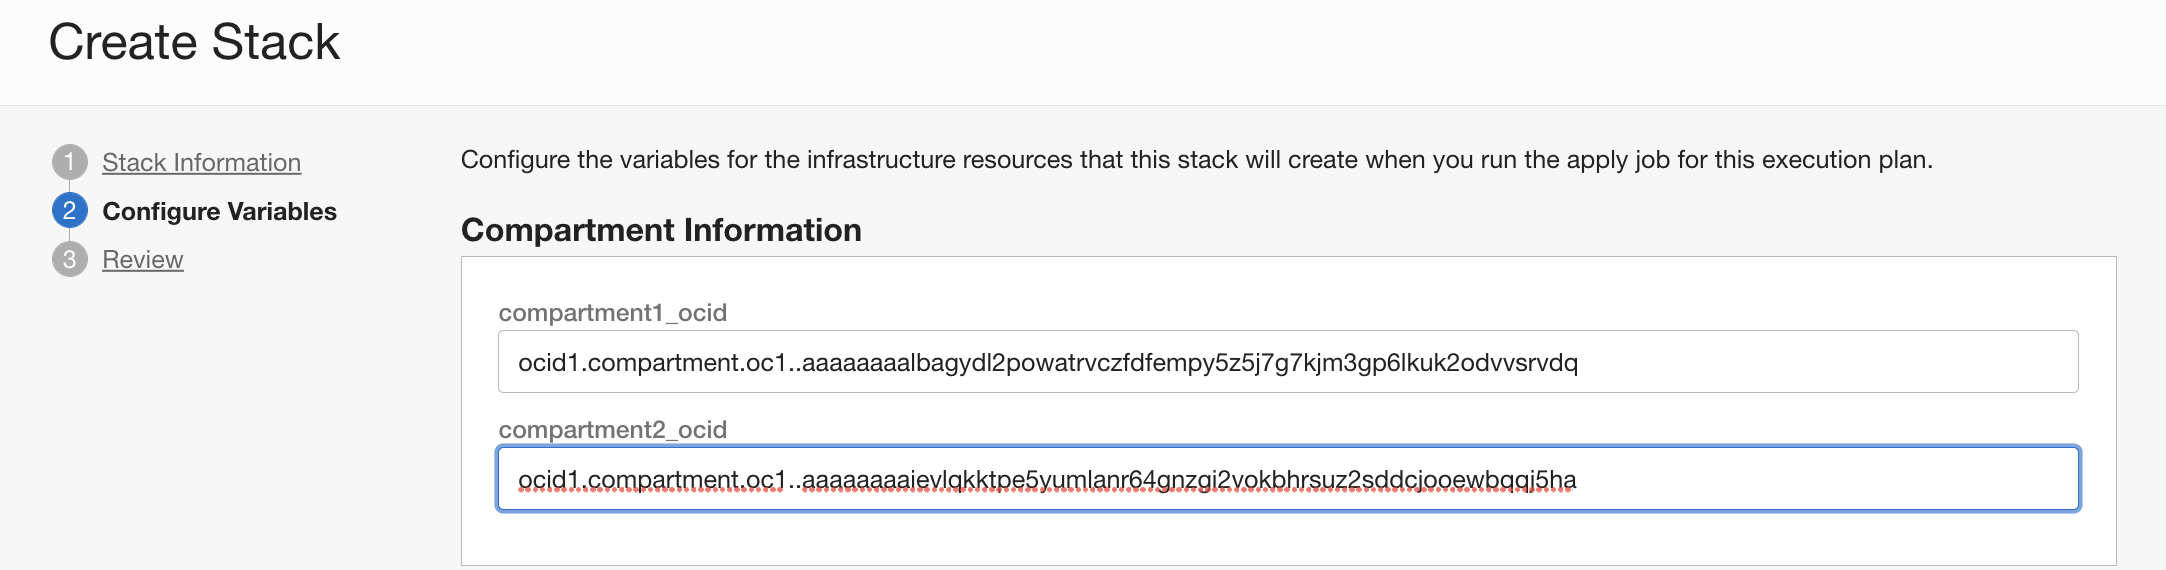 Create Stack
1 Stack Information
2 Configure Variables
3 Review
Configure the variables for the infrastructure resources that this stack will create when you run the apply job for this execution plan.
Compartment Information
compartment1_ocid
ocid1.compartment.oc1..aaaaaaaalbagydl2powatrvczfdfempy5z5j7g7kjm3gp6lkuk2odvvsrvdq
compartment2_ocid
ocid1.compartment.oc1..aaaaaaaaievlqkktpe5yumlanr64gnzgi2vokbhrsuz2sddcjooewbqqj5ha